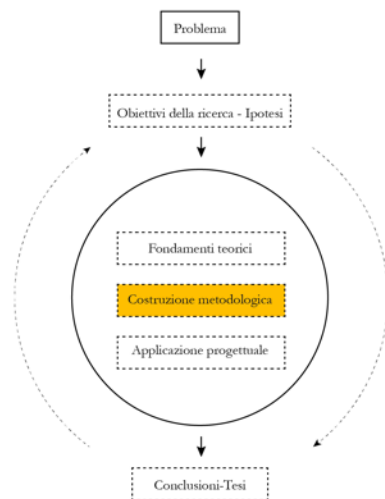 Problema
Obiettivi della ricerca - Ipotesi
Fondamenti teorici
Costruzione metodologica
Applicazione progettuale
Conclusioni-Tesi